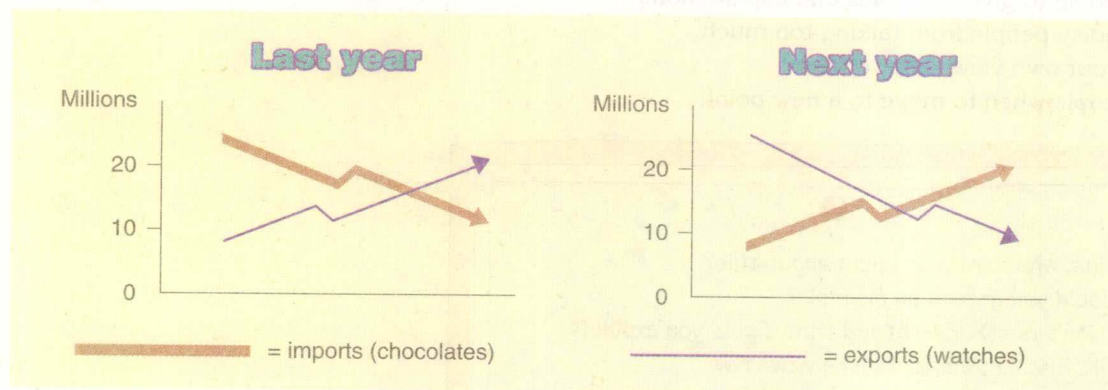 Last year
Millions
20
10
0
= imports (chocolates)
Next year
Millions
20
10
0
= exports (watches)